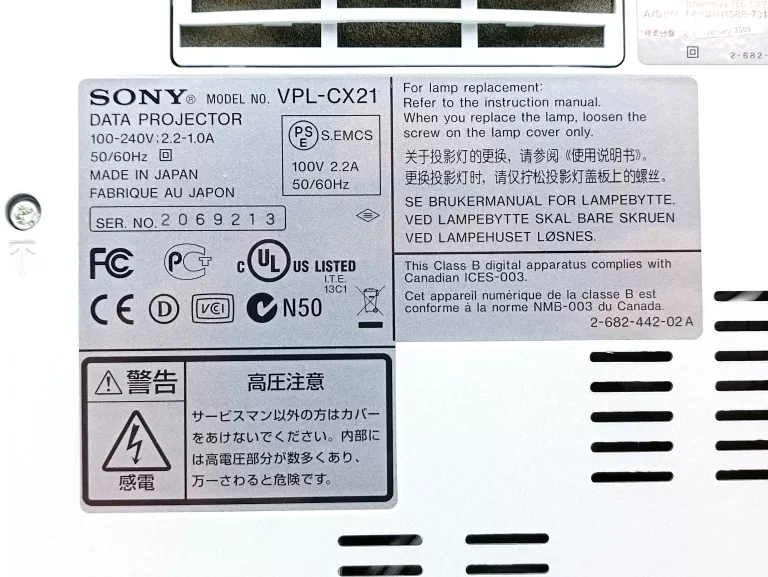 SONY® MODEL NO. VPL-CX21
DATA PROJECTOR
100-240V; 2.2-1.0A
50/60Hz
MADE IN JAPAN
FABRIQUE AU JAPON
PS
E
S.EMCS
100V 2.2A
50/60Hz
SER. NO. 2069213
FC
PCT
c UL US LISTED
I.T.E.
13C1
CE D VCI N50
For lamp replacement:
Refer to the instruction manual.
When you replace the lamp, loosen the
screw on the lamp cover only.
关于投影灯的更换，请参阅《使用说明书》。
更换投影灯时，请仅拧松投影灯盖板上的螺丝。
SE BRUKERMANUAL FOR LAMPEBYTTE.
VED LAMPEBYTTE SKAL BARE SKRUEN
VED LAMPEHUSET LØSNES.
This Class B digital apparatus complies with
Canadian ICES-003.
Cet appareil numérique de la classe B est
conforme à la norme NMB-003 du Canada.
2-682-442-02 A
警告
感電
高圧注意
サービスマン以外の方はカバー
をあけないでください。内部に
は高電圧部分が数多くあり、
万一さわると危険です。
2-682-